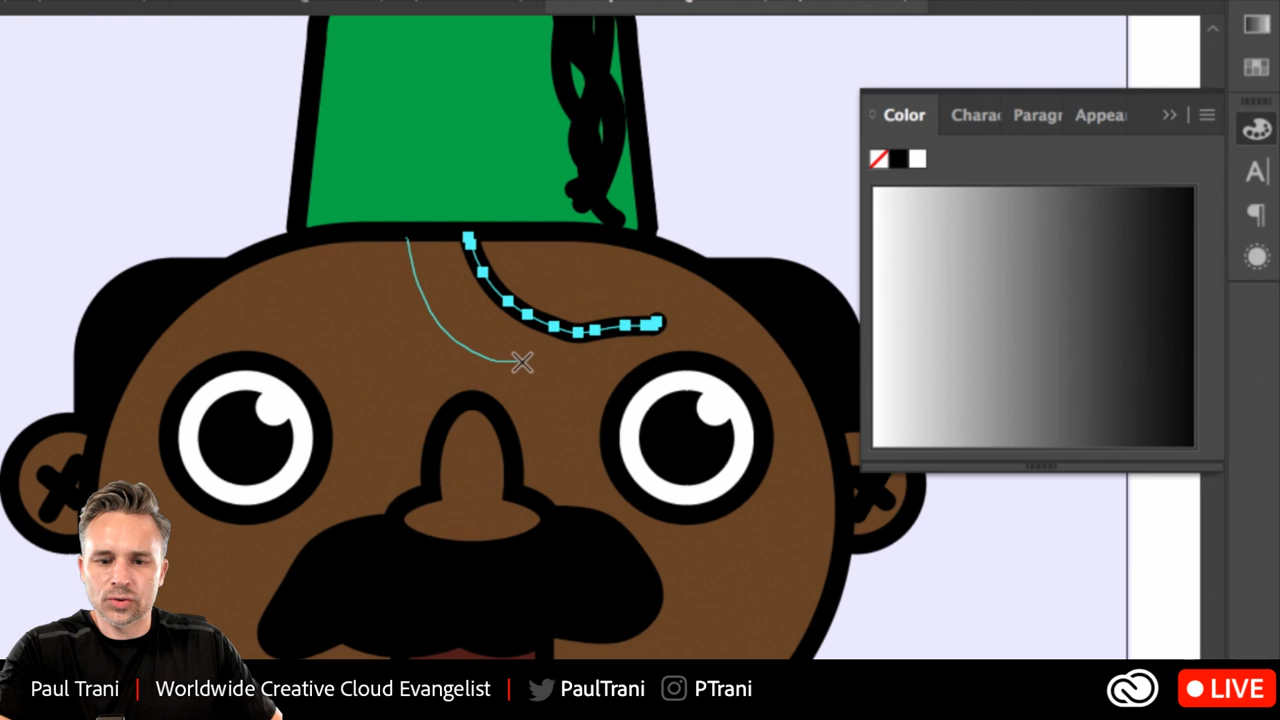 Color Charac Paragr Appea
A
Paul Trani | Worldwide Creative Cloud Evangelist | PaulTrani PTrani
LIVE